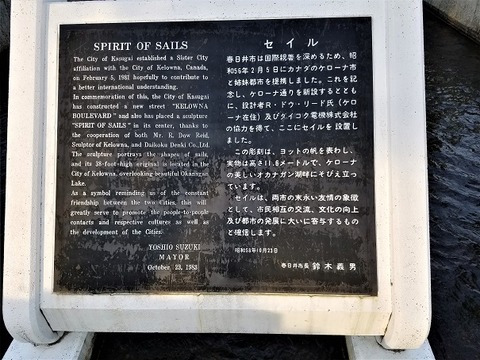 SPIRIT OF SAILS
The City of Kasugai established a Sister City
affiliation with the City of Kelowna, Canada,
on February 5, 1981 hopefully to contribute to
a better international understanding.
In commemoration of this, the City of Kasugai
has constructed a new street "KELOWNA
BOULEVARD" and also has placed a sculpture
"SPIRIT OF SAILS" in its center, thanks to
the cooperation of both Mr. R. Dow Reid,
Sculptor of Kelowna, and Daihoku Denki Co., Ltd.
The sculpture portrays the shapes of sails,
and its 38-foot-high original is located in the
City of Kelowna, overlooking beautiful Okanagan
Lake.
As a symbol reminding us of the constant
friendship between the two Cities, this will
greatly serve to promote the people-to-people
contacts and respective cultures as well as
the development of the Cities.
YOSHIO SUZUKI
MAYOR
October 23, 1983
セイル
春日井市は国際親善を深めるため、昭
和56年2月5日にカナダのケローナ市
と姉妹都市を提携しました。これを記
念し、ケローナ通りを新設するととも
に、設計者R・ドウ・リード氏(ケロ
ーナ在住)及びダイコク電機株式会社
の協力を得て、ここにセイルを設置し
ました。
この彫刻は、ヨットの帆を表わし、
実物は高さ11.6メートルで、ケローナ
の美しいオカナガン湖畔にそびえ立っ
ています。
セイルは、両市の末永い友情の象徴
として、市民相互の交流、文化の向上
及び都市の発展に大いに寄与するもの
と確信します。
昭和58年10月23日
春日井市長 鈴木義男